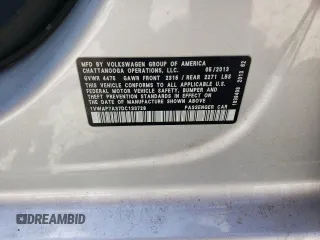 BY VOLKSWAGEN GROUP OF AMERICA
CHATTANOOGA OPERATIONS, LLC. 05/2013
GVWR 4476 GAWR FRONT 2315 / REAR 2271 LBS
THIS VEHICLE CONFORMS TO ALL APPLICABLE U.S.
FEDERAL MOTOR VEHICLE SAFETY, BUMPER, AND
THEFT PREVENTION STANDARDS IN EFFECT ON THE
DATE OF MANUFACTURE SHOWN ABOVE.
PASSENGER CAR
2013 02
DREAMBID